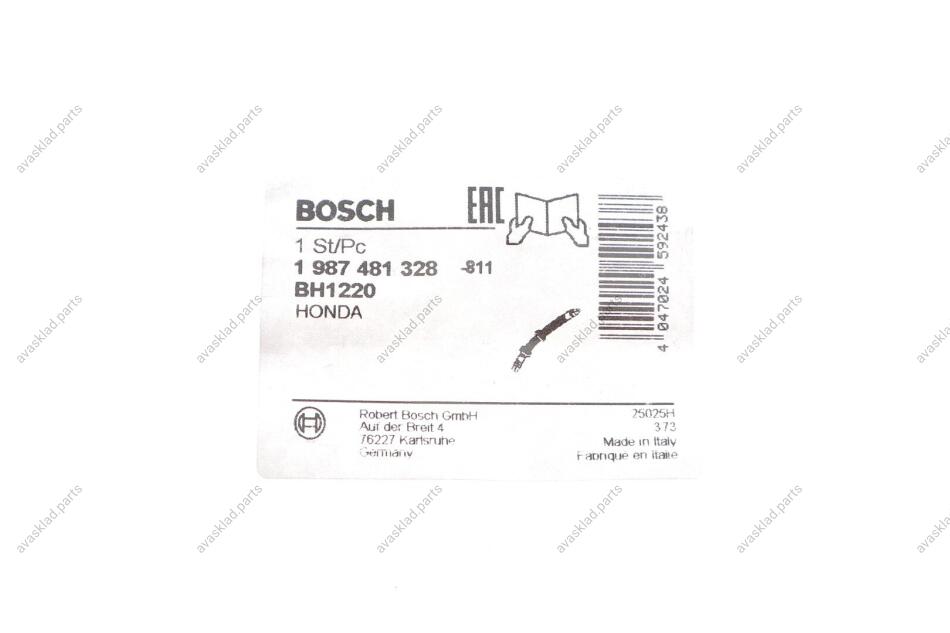 BOSCH
EAC
1 St/Pc
1 987 481 328 -811
BH1220
HONDA
4 047024 592438
Robert Bosch GmbH
Auf der Breit 4
76227 Karlsruhe
Germany
25025H
373
Made in Italy
Fabriqué en Italie
avasklad.parts